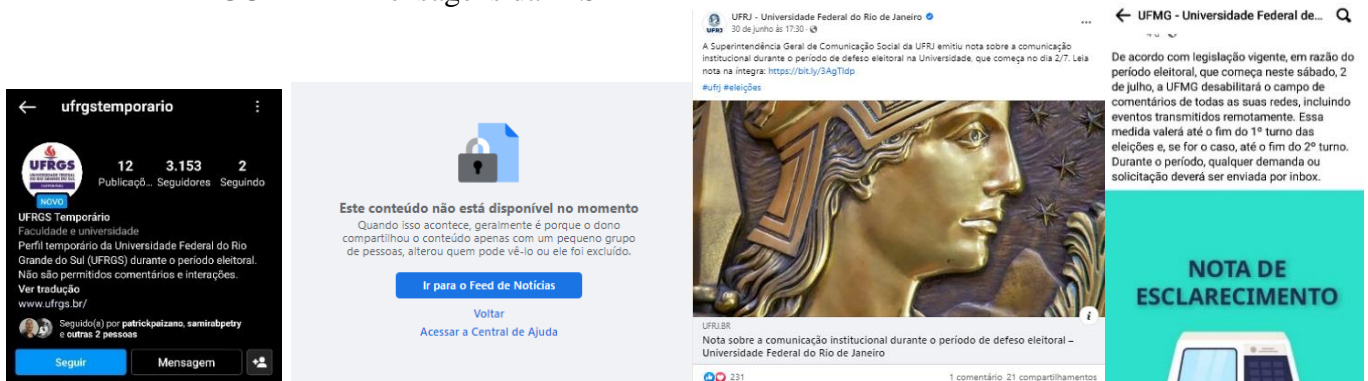 ufrgstemporario
UFRGS
NOVO
12 3.153 2
Publicaçõ... Seguidores Seguindo
UFRGS Temporário
Faculdade e universidade
Perfil temporário da Universidade Federal do Rio
Grande do Sul (UFRGS) durante o período eleitoral.
Não são permitidos comentários e interações.
Ver tradução
www.ufrgs.br/
Seguido(a) por patrickpaizano, samirabpetry
e outras 2 pessoas
Seguir Mensagem
Este conteúdo não está disponível no momento
Quando isso acontece, geralmente é porque o dono
compartilhou o conteúdo apenas com um pequeno grupo
de pessoas, alterou quem pode vê-lo ou ele foi excluído.
Ir para o Feed de Notícias
Voltar
Acessar a Central de Ajuda
UFRJ - Universidade Federal do Rio de Janeiro
30 de junho às 17:30
A Superintendência Geral de Comunicação Social da UFRJ emitiu nota sobre a comunicação
institucional durante o período de defeso eleitoral na Universidade, que começa no dia 2/7. Leia
nota na íntegra: https://bit.ly/3AgTldp
#ufrj #eleições
UFRJ.BR
Nota sobre a comunicação institucional durante o período de defeso eleitoral –
Universidade Federal do Rio de Janeiro
231 1 comentário 21 compartilhamentos
UFMG - Universidade Federal de...
De acordo com legislação vigente, em razão do
período eleitoral, que começa neste sábado, 2
de julho, a UFMG desabilitará o campo de
comentários de todas as suas redes, incluindo
eventos transmitidos remotamente. Essa
medida valerá até o fim do 1º turno das
eleições e, se for o caso, até o fim do 2º turno.
Durante o período, qualquer demanda ou
solicitação deverá ser enviada por inbox.
NOTA DE
ESCLARECIMENTO